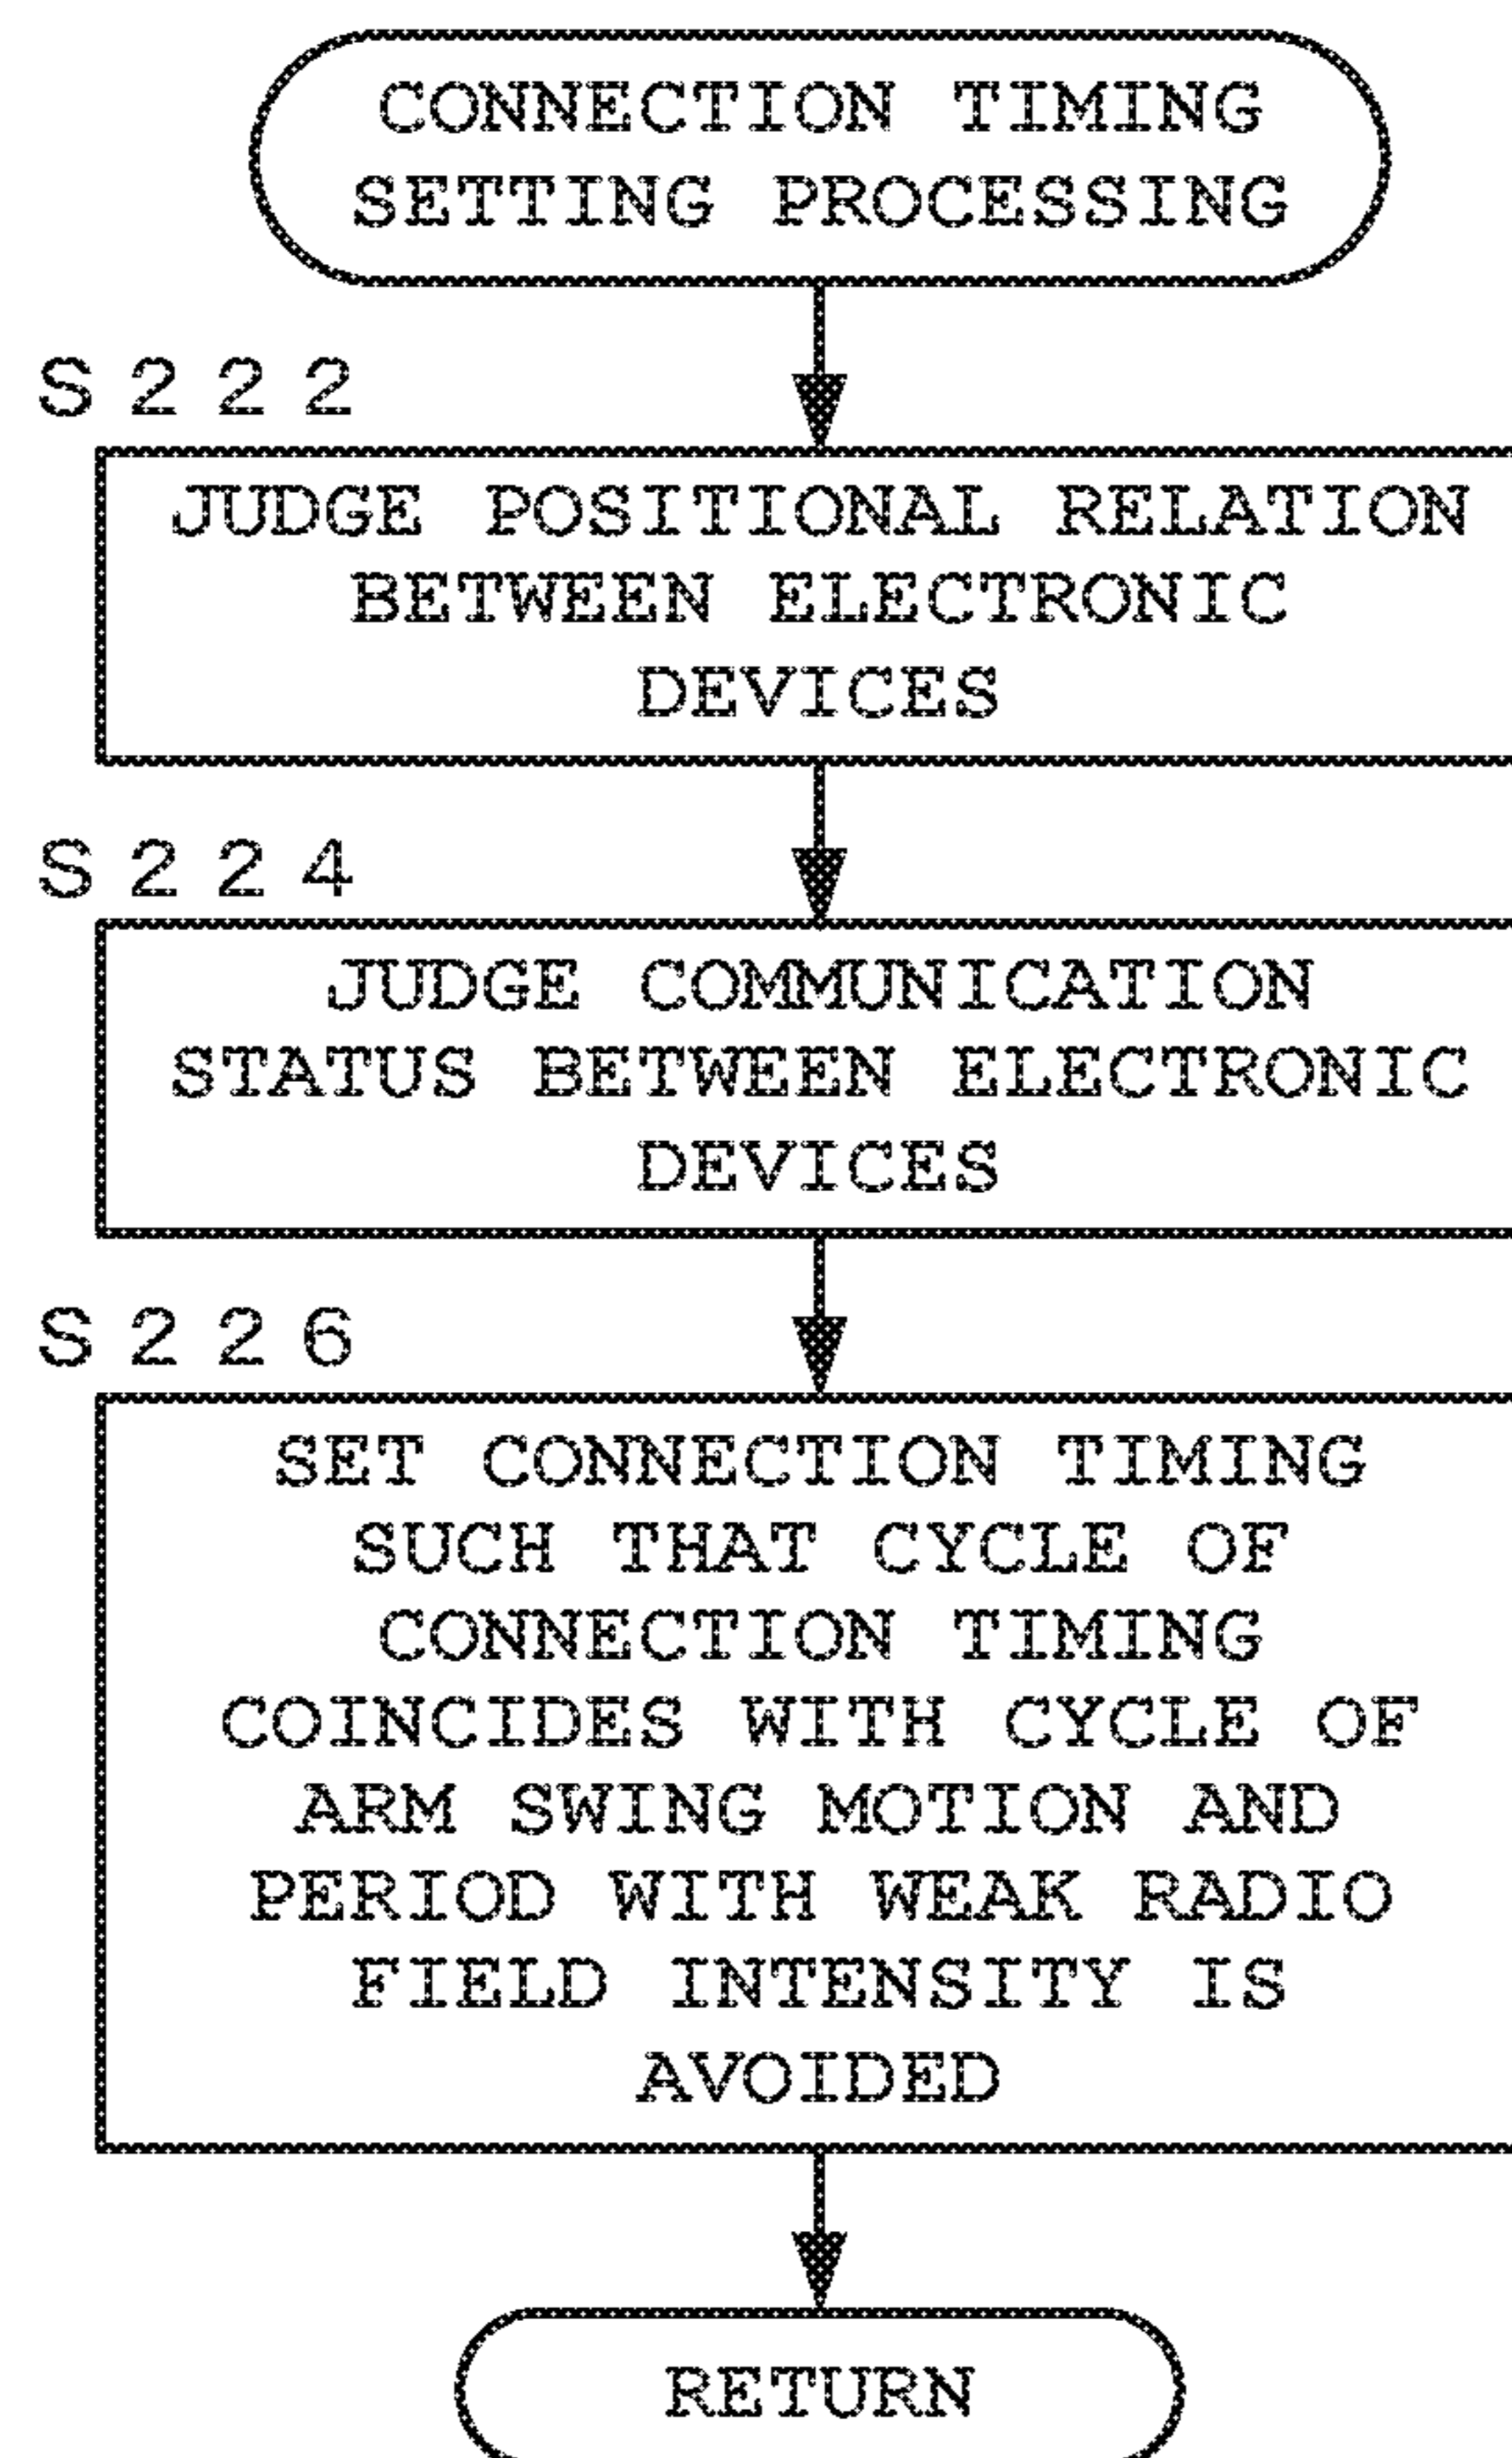 CONNECTION TIMING
SETTING PROCESSING
S222
JUDGE POSITIONAL RELATION
BETWEEN ELECTRONIC
DEVICES
S224
JUDGE COMMUNICATION
STATUS BETWEEN ELECTRONIC
DEVICES
S226
SET CONNECTION TIMING
SUCH THAT CYCLE OF
CONNECTION TIMING
COINCIDES WITH CYCLE OF
ARM SWING MOTION AND
PERIOD WITH WEAK RADIO
FIELD INTENSITY IS
AVOIDED
RETURN